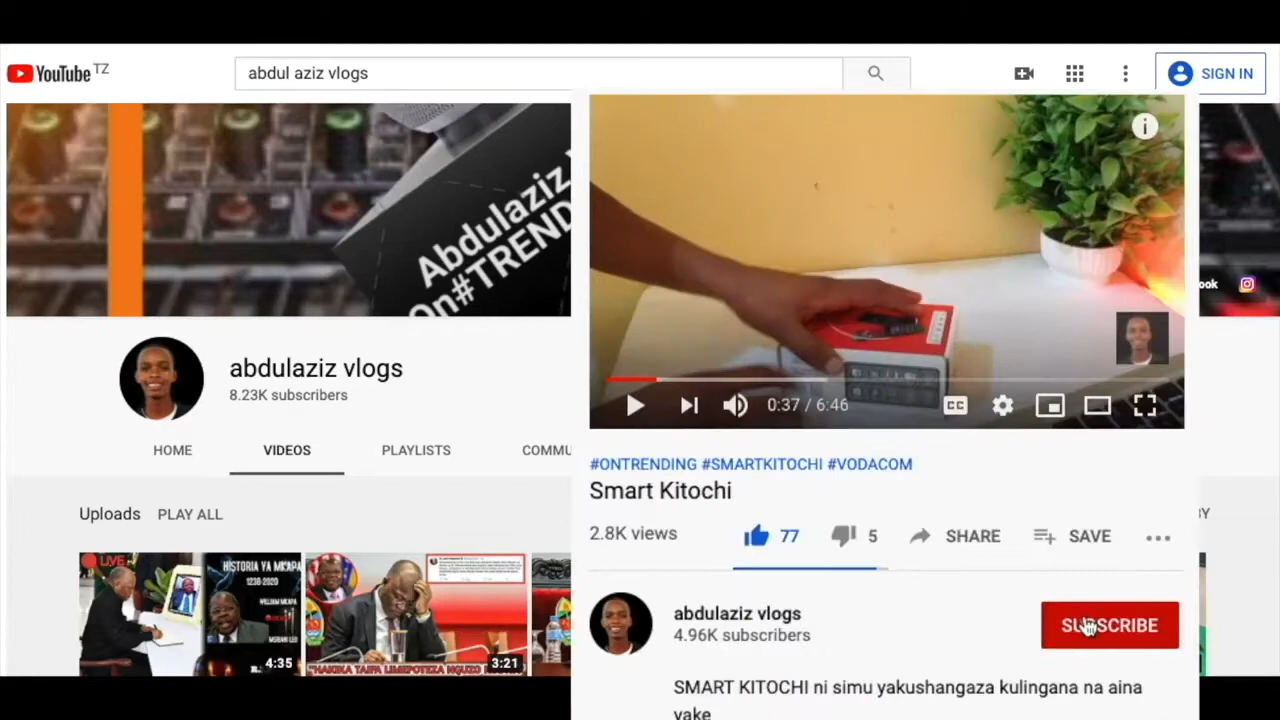 YouTube TZ
abdul aziz vlogs
SIGN IN
Abdulaziz
On#TREND
ook
abdulaziz vlogs
8.23K subscribers
HOME
VIDEOS
PLAYLISTS
COMMU
Uploads
PLAY ALL
LIVE
HISTORIA YA MKAPA
4:35
3:21
0:37 / 6:46
CC
#ONTRENDING #SMARTKITOCHI #VODACOM
Smart Kitochi
2.8K views
77
5
SHARE
SAVE
abdulaziz vlogs
4.96K subscribers
SUBSCRIBE
SMART KITOCHI ni simu yakushangaza kulingana na aina
yake